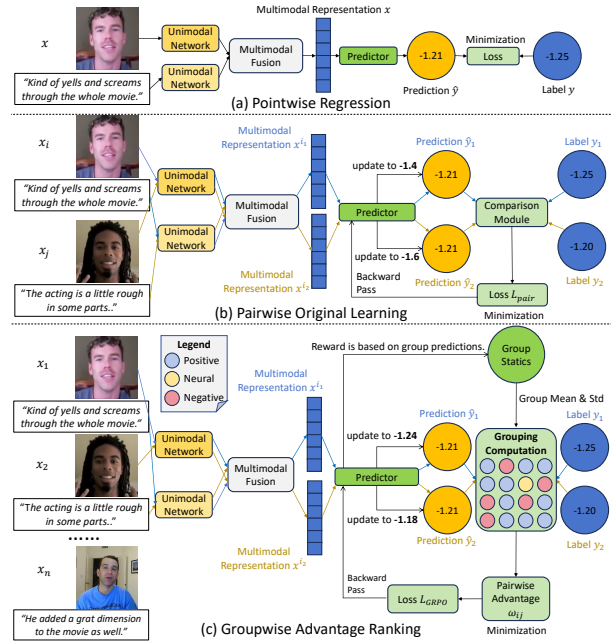 Multimodal Representation x
x
Unimodal
Network
Unimodal
Network
Multimodal
Fusion
Predictor
-1.21
Minimization
Loss
-1.25
Prediction ŷ
Label y
"Kind of yells and screams
through the whole movie."
(a) Pointwise Regression
x_i
"Kind of yells and screams
through the whole movie."
x_j
"The acting is a little rough
in some parts.."
Unimodal
Network
Unimodal
Network
Multimodal
Fusion
Multimodal
Representation x^{i_1}
Multimodal
Representation x^{i_2}
Predictor
update to -1.4
update to -1.6
Backward
Pass
Prediction ŷ_1
-1.21
-1.21
Prediction ŷ_2
Comparison
Module
Loss L_{pair}
Minimization
-1.25
Label y_1
-1.20
Label y_2
(b) Pairwise Original Learning
x_1
"Kind of yells and screams
through the whole movie."
x_2
"The acting is a little rough
in some parts.."
......
x_n
"He added a grat dimension
to the movie as well."
Legend
Positive
Neural
Negative
Unimodal
Network
Unimodal
Network
Multimodal
Fusion
Multimodal
Representation x^{i_1}
Multimodal
Representation x^{i_2}
Reward is based on group predictions.
Group
Statics
Group Mean & Std
Predictor
update to -1.24
update to -1.18
Prediction ŷ_1
-1.21
-1.21
Prediction ŷ_2
Grouping
Computation
Label y_1
-1.25
-1.20
Label y_2
Backward
Pass
Loss L_{GRPO}
Pairwise
Advantage
ω_{ij}
Minimization
(c) Groupwise Advantage Ranking